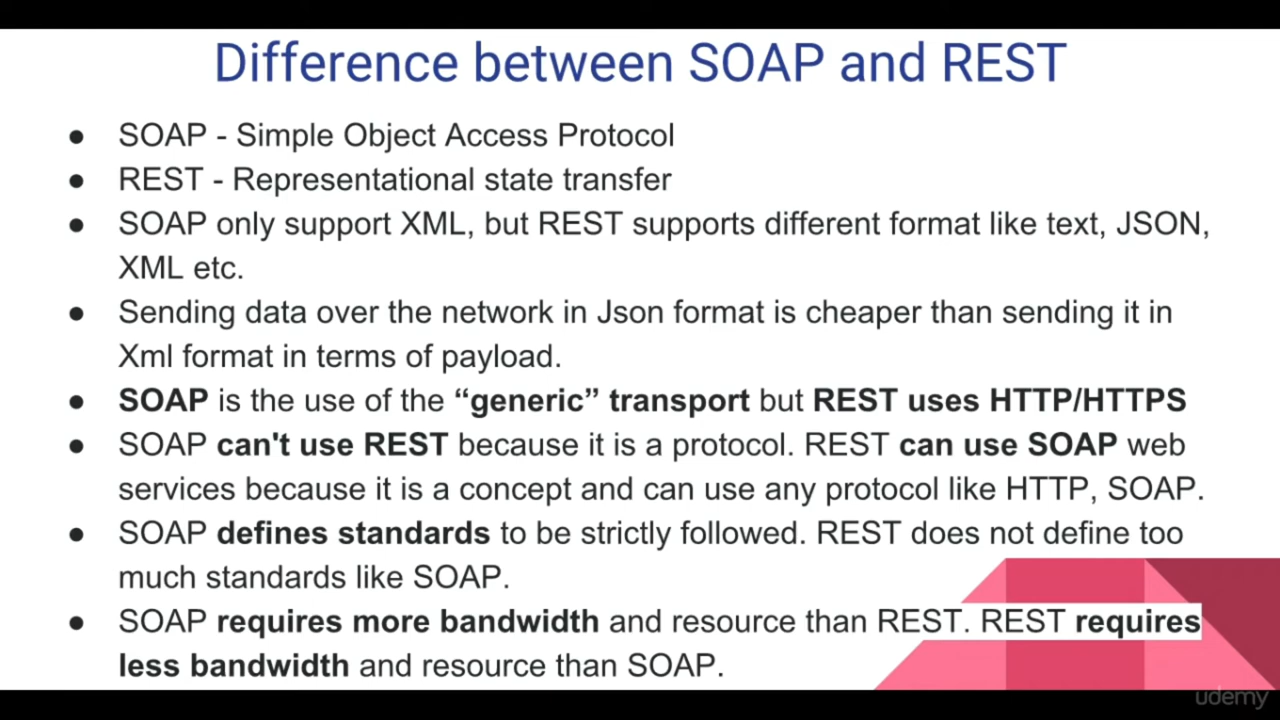 Difference between SOAP and REST
● SOAP - Simple Object Access Protocol
● REST - Representational state transfer
● SOAP only support XML, but REST supports different format like text, JSON,
XML etc.
● Sending data over the network in Json format is cheaper than sending it in
Xml format in terms of payload.
● SOAP is the use of the “generic” transport but REST uses HTTP/HTTPS
● SOAP can't use REST because it is a protocol. REST can use SOAP web
services because it is a concept and can use any protocol like HTTP, SOAP.
● SOAP defines standards to be strictly followed. REST does not define too
much standards like SOAP.
● SOAP requires more bandwidth and resource than REST. REST requires
less bandwidth and resource than SOAP.
udemy